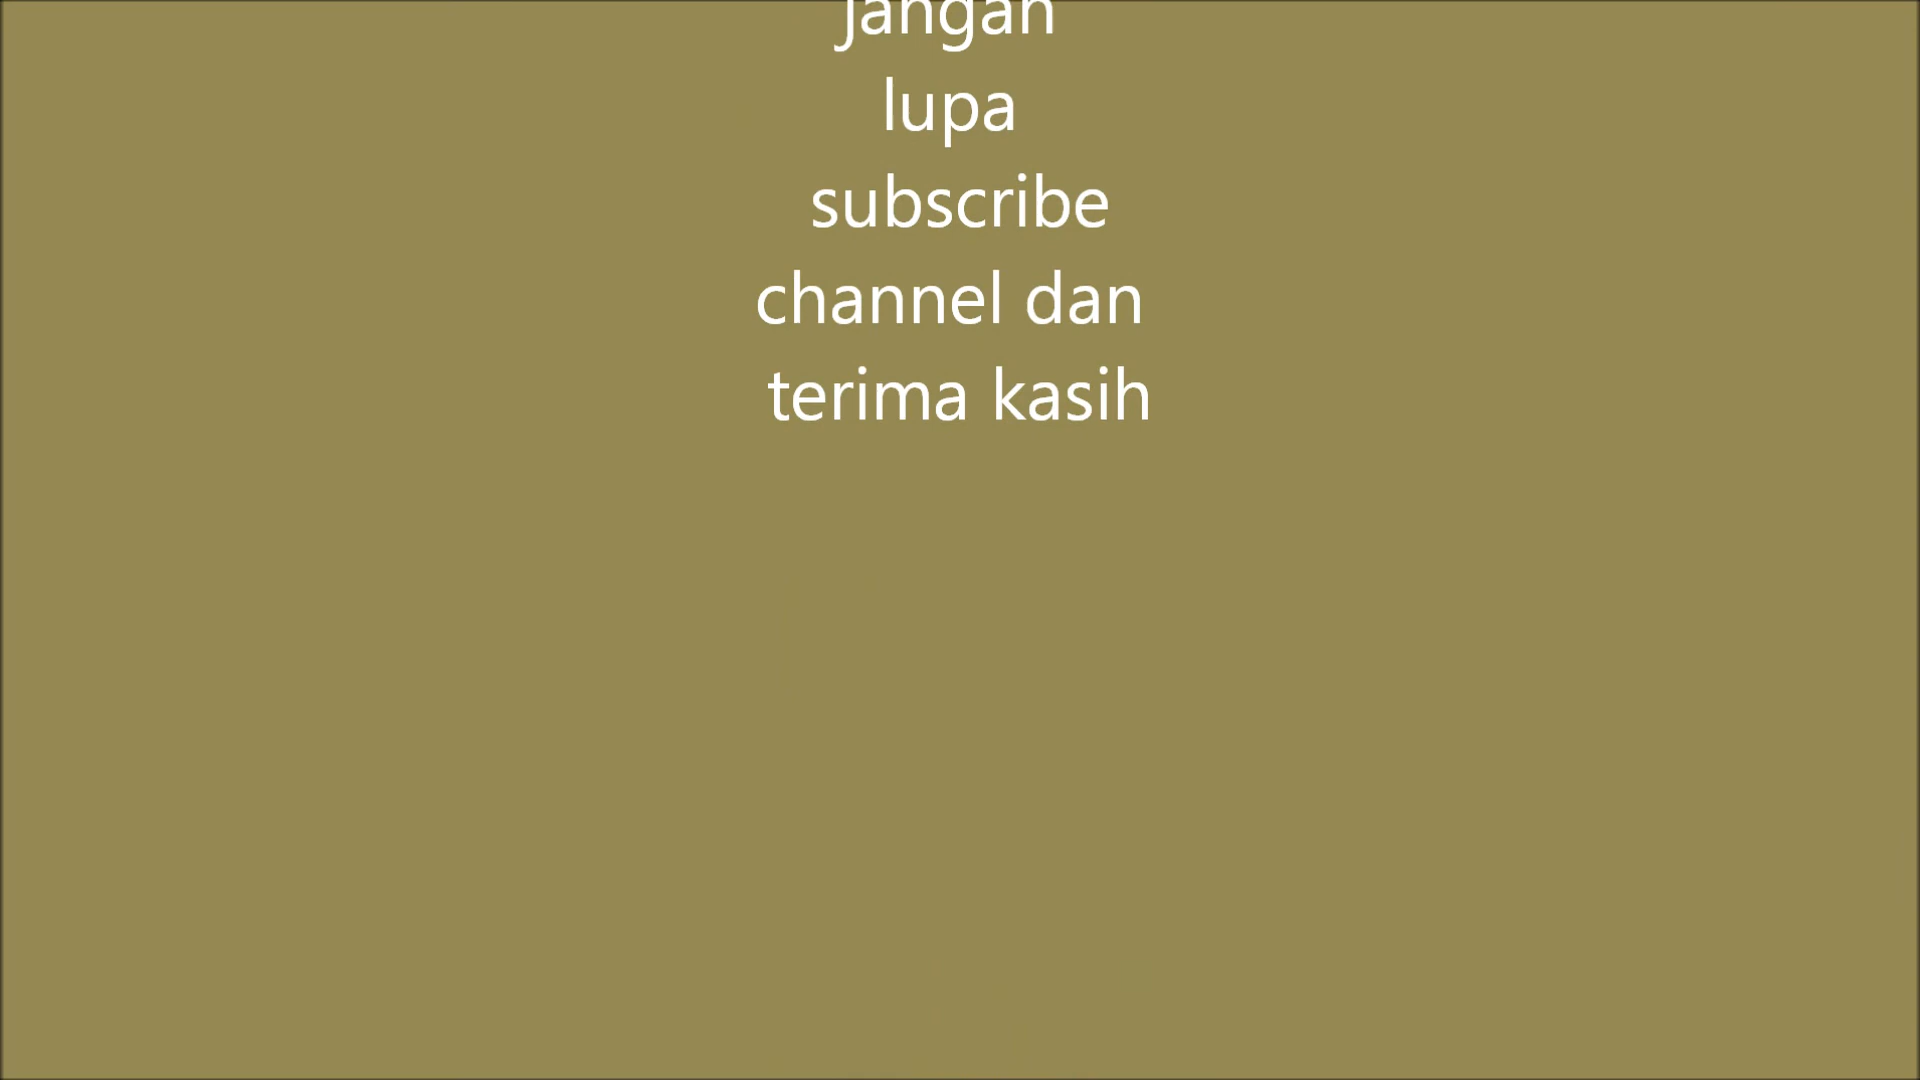 Jangan
lupa
subscribe
channel dan
terima kasih